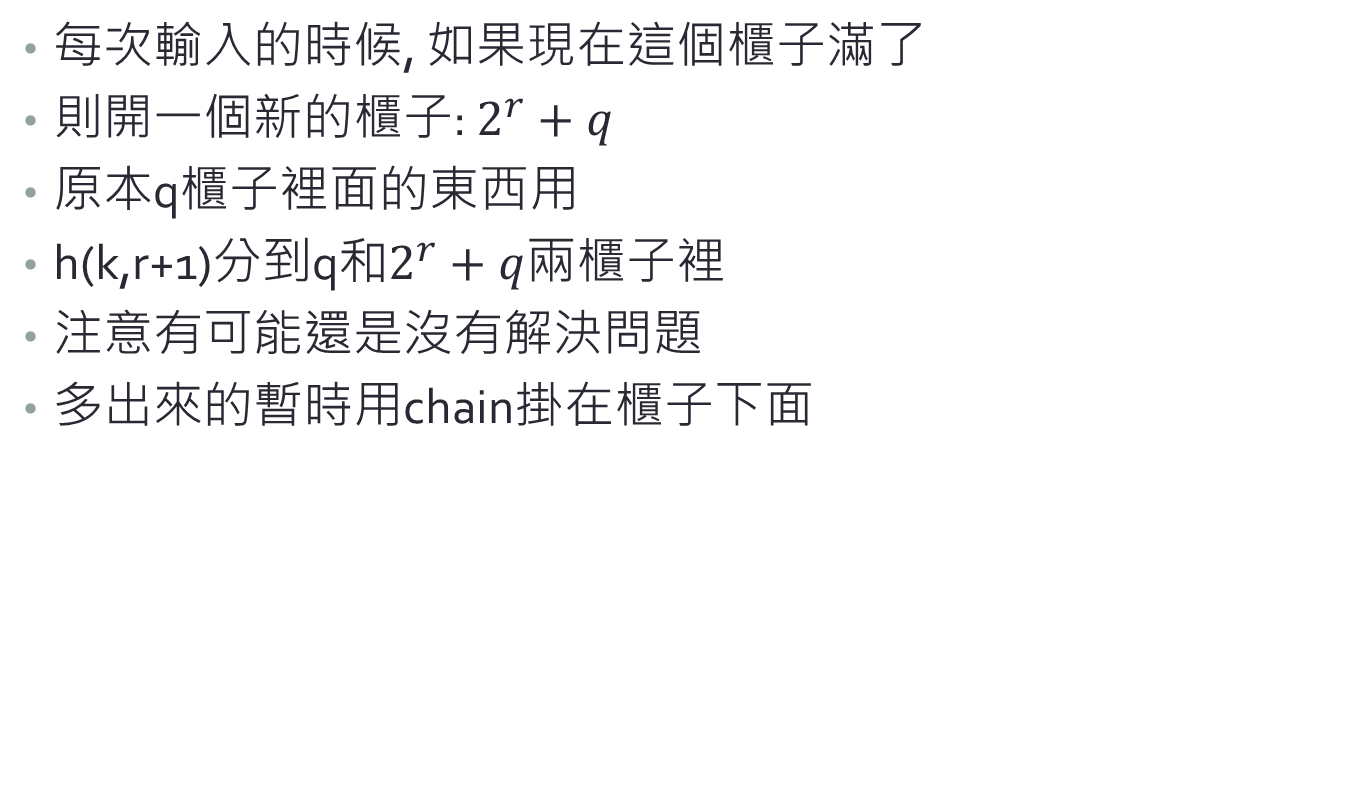 • 每次輸入的時候, 如果現在這個櫃子滿了
• 則開一個新的櫃子: $2^r + q$
• 原本q櫃子裡面的東西用
• h(k,r+1)分到q和$2^r + q$兩櫃子裡
• 注意有可能還是沒有解決問題
• 多出來的暫時用chain掛在櫃子下面